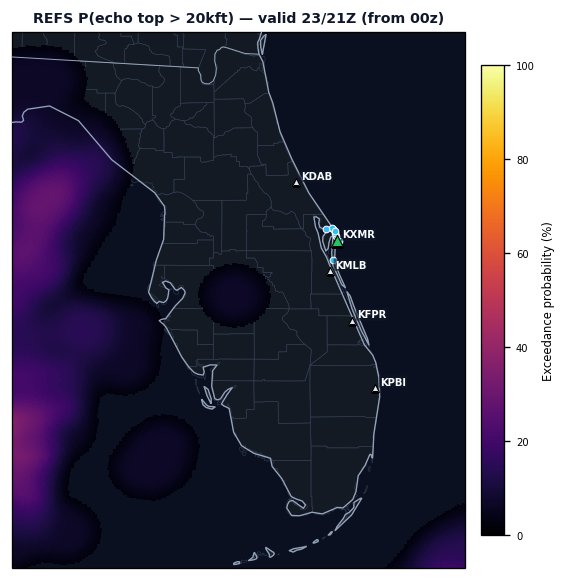 REFS P(echo top > 20kft) — valid 23/21Z (from 00z)
KDAB
KXMR
KMLB
KFPR
KPBI
100
80
60
40
20
0
Exceedance probability (%)